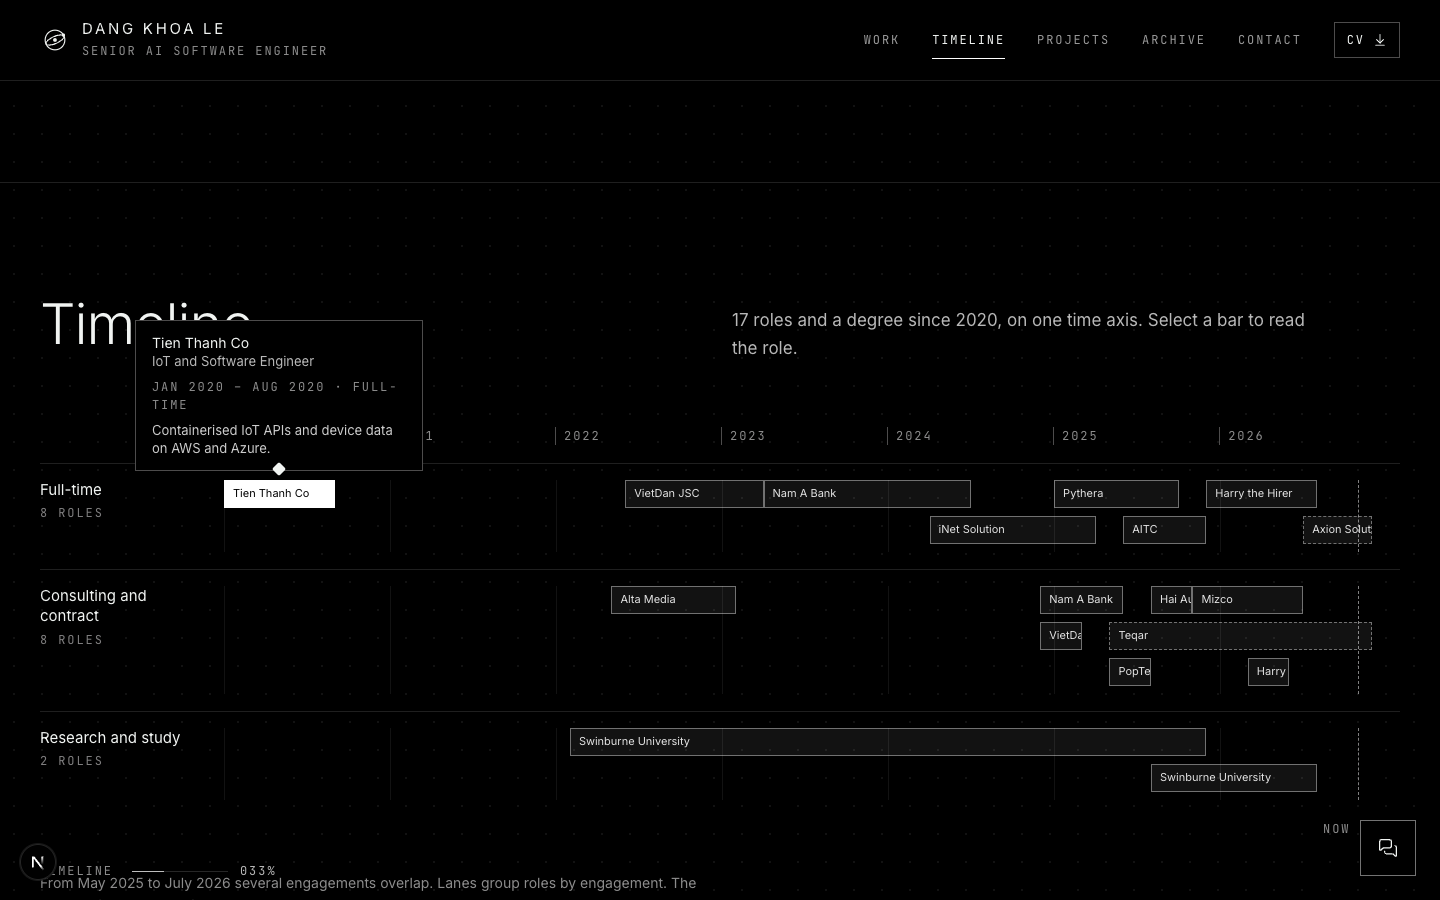 DANG KHOA LE
SENIOR AI SOFTWARE ENGINEER
WORK
TIMELINE
PROJECTS
ARCHIVE
CONTACT
CV
17 roles and a degree since 2020, on one time axis. Select a bar to read
the role.
Tien Thanh Co
IoT and Software Engineer
JAN 2020 – AUG 2020 · FULL-
TIME
Containerised IoT APIs and device data
on AWS and Azure.
1
2022
2023
2024
2025
2026
Full-time
8 ROLES
Tien Thanh Co
VietDan JSC
Nam A Bank
Pythera
Harry the Hirer
iNet Solution
AITC
Axion Solut
Consulting and
contract
8 ROLES
Alta Media
Nam A Bank
Hai Au
Mizco
VietDa
Teqar
PopTe
Harry
Research and study
2 ROLES
Swinburne University
Swinburne University
NOW
MELINE
033%
From May 2025 to July 2026 several engagements overlap. Lanes group roles by engagement. The